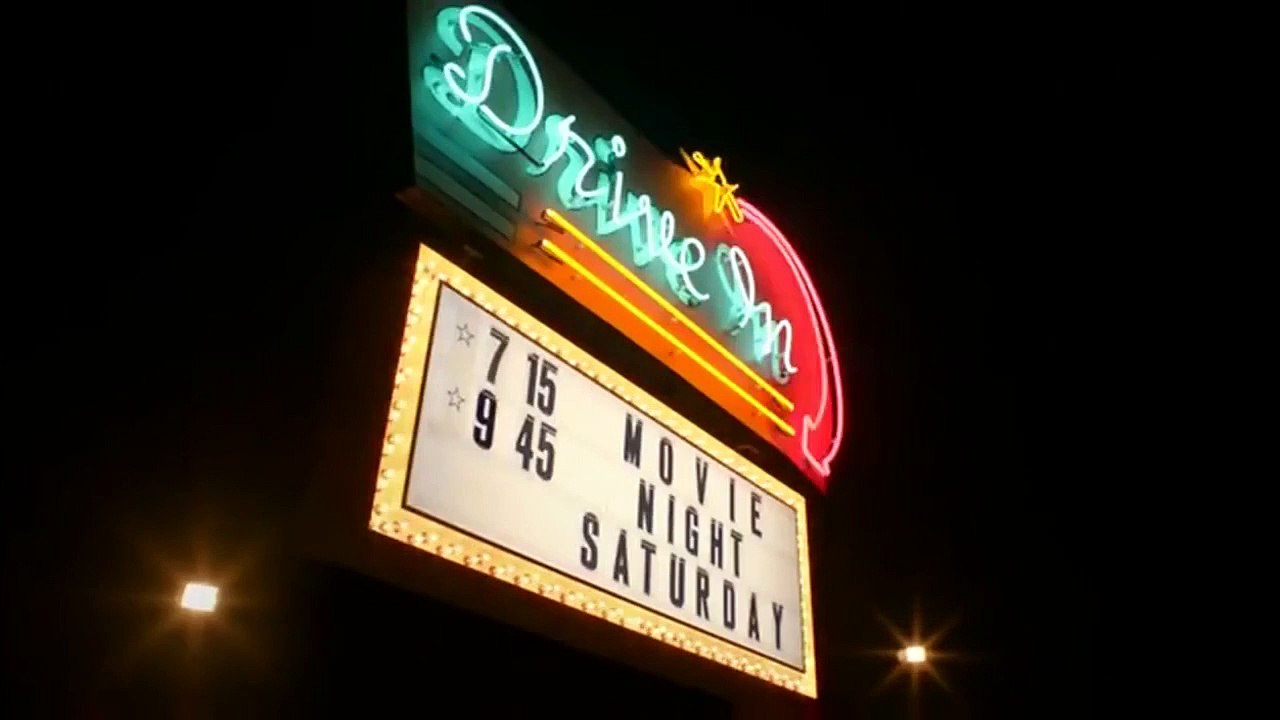 Drive In
☆ 7 15
☆ 9 45
MOVIE
NIGHT
SATURDAY